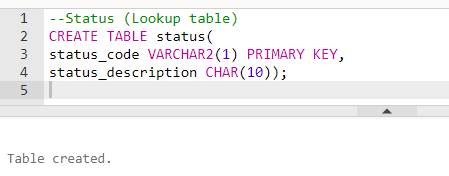 1 --Status (Lookup table)
2 CREATE TABLE status(
3 status_code VARCHAR2(1) PRIMARY KEY,
4 status_description CHAR(10));
5
Table created.